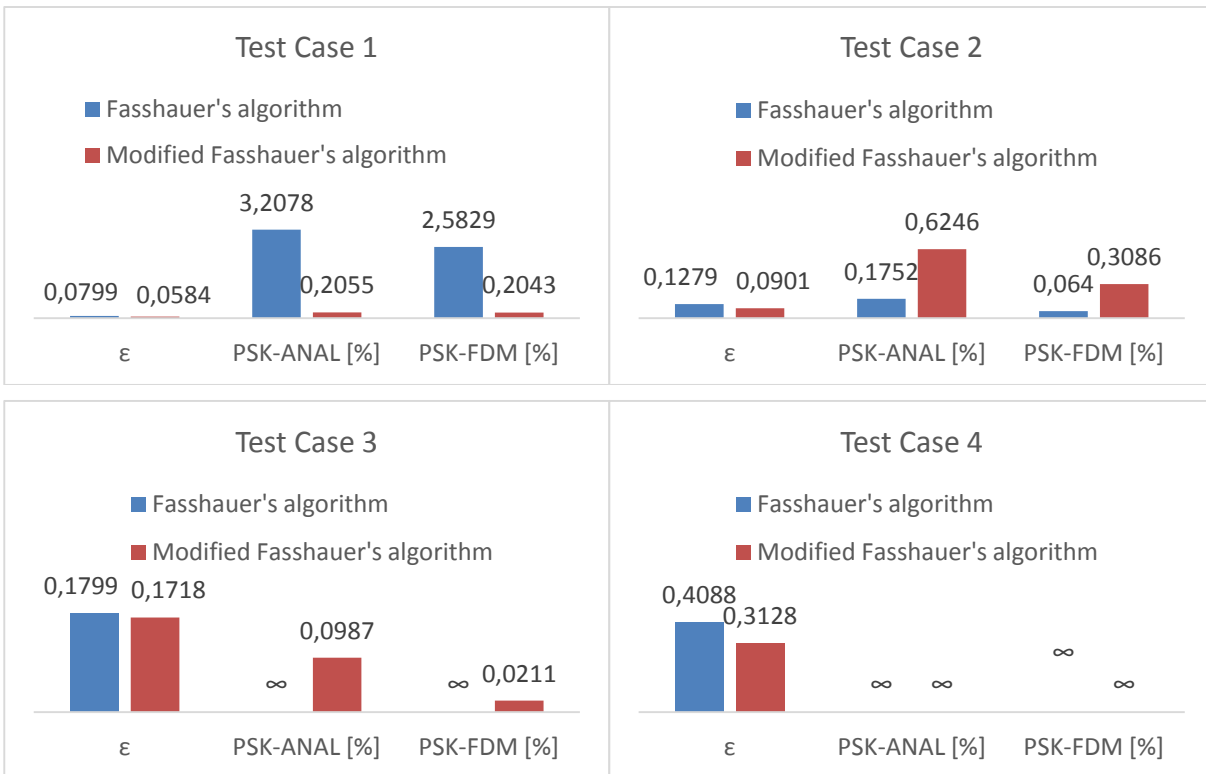 Test Case 1
Fasshauer's algorithm
Modified Fasshauer's algorithm
3,2078
2,5829
0,0799
0,0584
0,2055
0,2043
ε
PSK-ANAL [%]
PSK-FDM [%]
Test Case 2
Fasshauer's algorithm
Modified Fasshauer's algorithm
0,6246
0,1279
0,0901
0,1752
0,064
0,3086
ε
PSK-ANAL [%]
PSK-FDM [%]
Test Case 3
Fasshauer's algorithm
Modified Fasshauer's algorithm
0,1799
0,1718
0,0987
∞
∞
0,0211
ε
PSK-ANAL [%]
PSK-FDM [%]
Test Case 4
Fasshauer's algorithm
Modified Fasshauer's algorithm
0,4088
0,3128
∞
∞
∞
∞
ε
PSK-ANAL [%]
PSK-FDM [%]